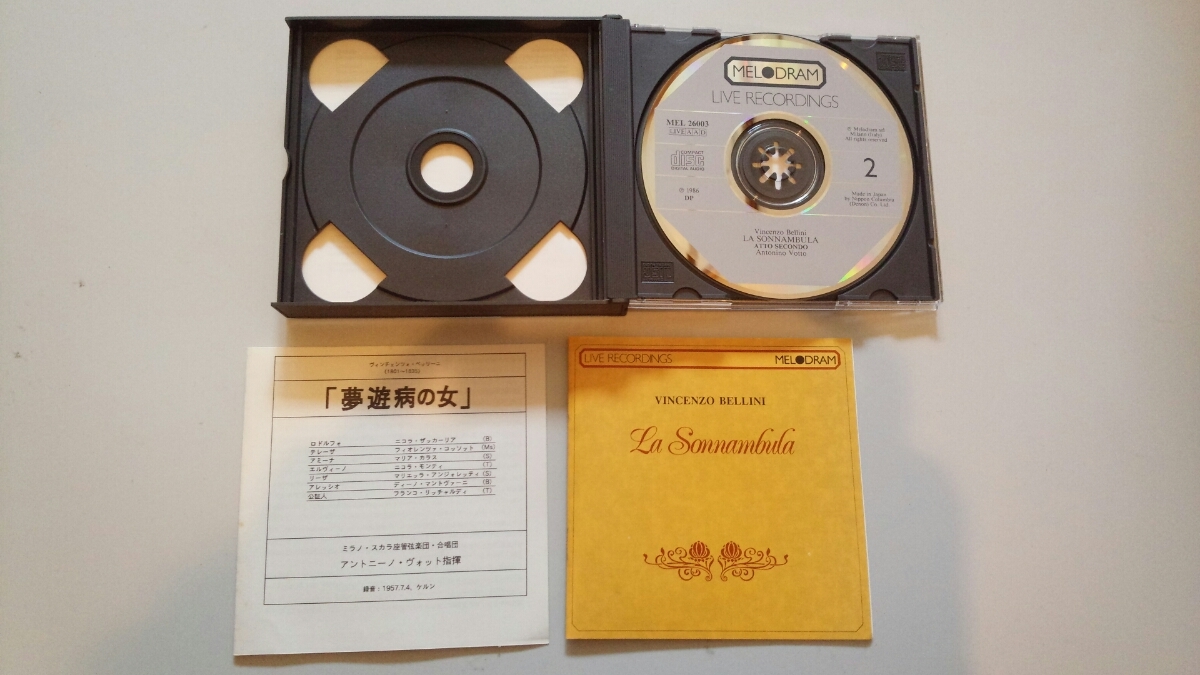 MELODRAM
LIVE RECORDINGS
MEL 26003
LIVE AAD
COMPACT
disc
DIGITAL AUDIO
℗ 1986
DP
All rights reserved
2
Made in Japan
by Nippon Columbia
(Denon) Co. Ltd.
Vincenzo Bellini
LA SONNAMBULA
ATTO SECONDO
Antonino Votto
ヴィンチェンツォ・ベッリーニ
「夢遊病の女」
ロドルフォ ニコラ・ザッカーリア (B)
テレーザ フィオレンツァ・コッソット (Ms)
アミーナ マリア・カラス (S)
エルヴィーノ ニコラ・モンティ (T)
リーザ マリエッラ・アンジョレッティ (S)
アレッシオ ディーノ・マントヴァーニ (B)
公証人 フランコ・リッチャルディ (T)
ミラノ・スカラ座管弦楽団・合唱団
アントニーノ・ヴォット指揮
録音：1957.7.4. ケルン
LIVE RECORDINGS MELODRAM
VINCENZO BELLINI
La Sonnambula